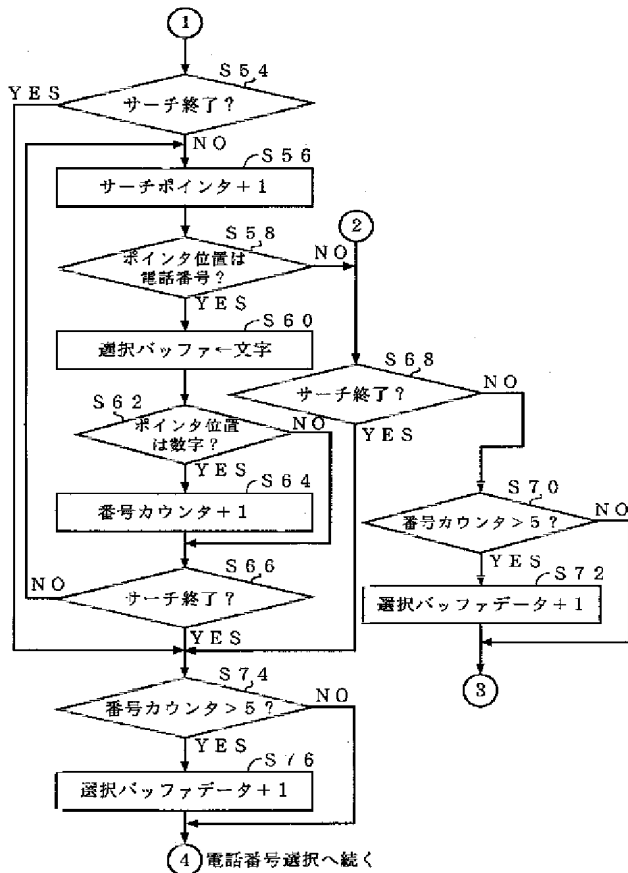 1
S54
YES
サーチ終了？
NO
S56
サーチポインタ＋1
2
S58
ポインタ位置は
電話番号？
NO
YES
S60
選択バッファ←文字
S68
サーチ終了？
NO
YES
S62
ポインタ位置
は数字？
NO
YES
S64
番号カウンタ＋1
S70
番号カウンタ＞5？
NO
YES
S66
NO
サーチ終了？
YES
S72
選択バッファデータ＋1
3
S74
番号カウンタ＞5？
NO
YES
S76
選択バッファデータ＋1
4 電話番号選択へ続く